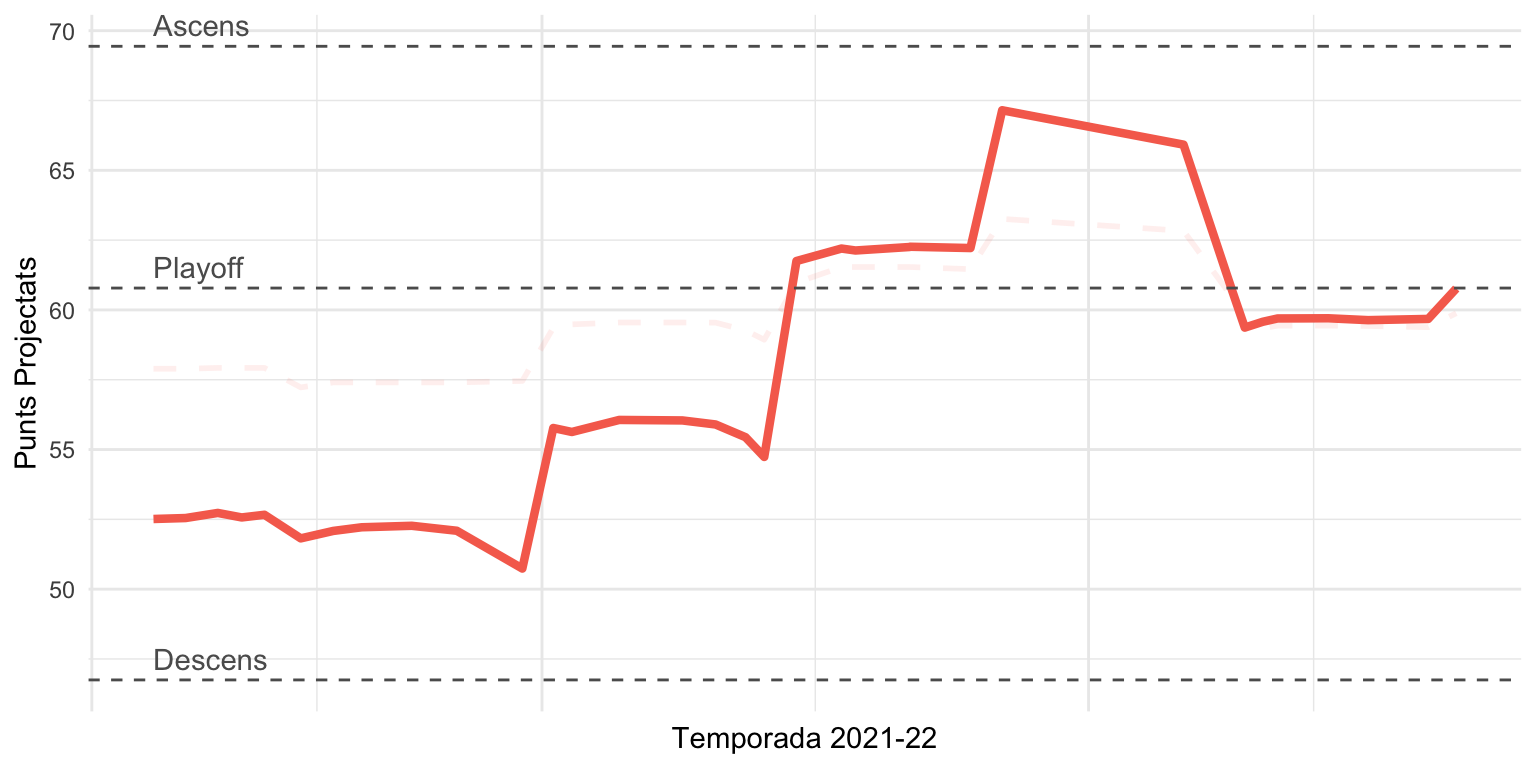 70
Ascens
65
Playoff
60
55
50
Descens
Punts Projectats
Temporada 2021-22